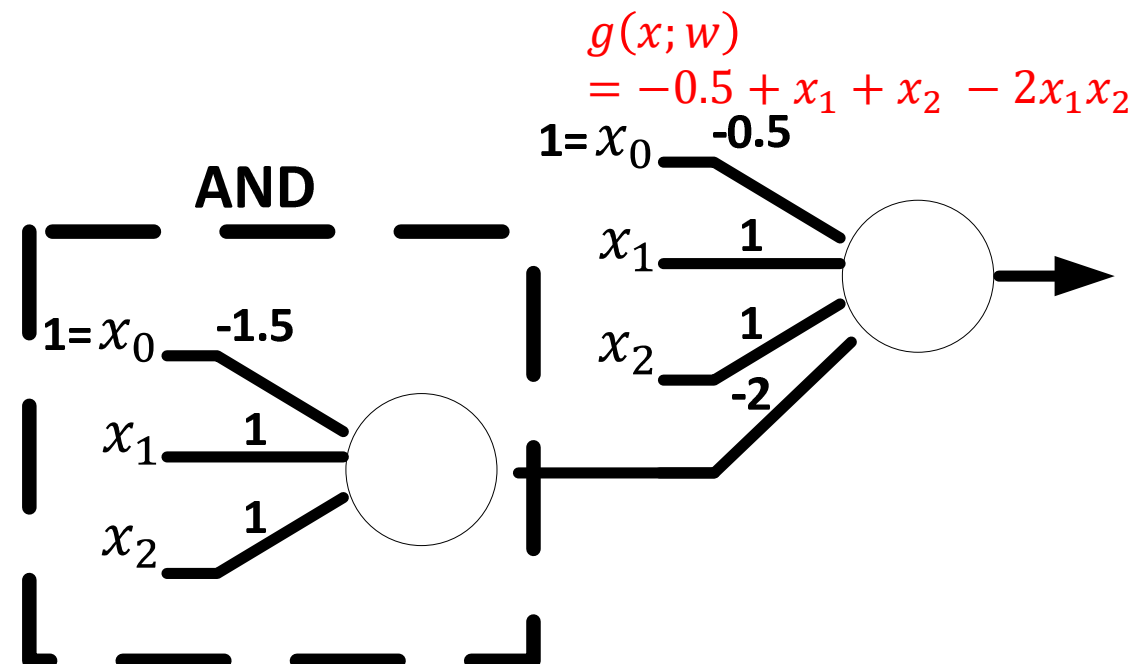 g(x; w)
= −0.5 + x₁ + x₂ − 2x₁x₂
1= x₀ -0.5
x₁ 1
x₂ 1
-2
AND
1= x₀ -1.5
x₁ 1
x₂ 1